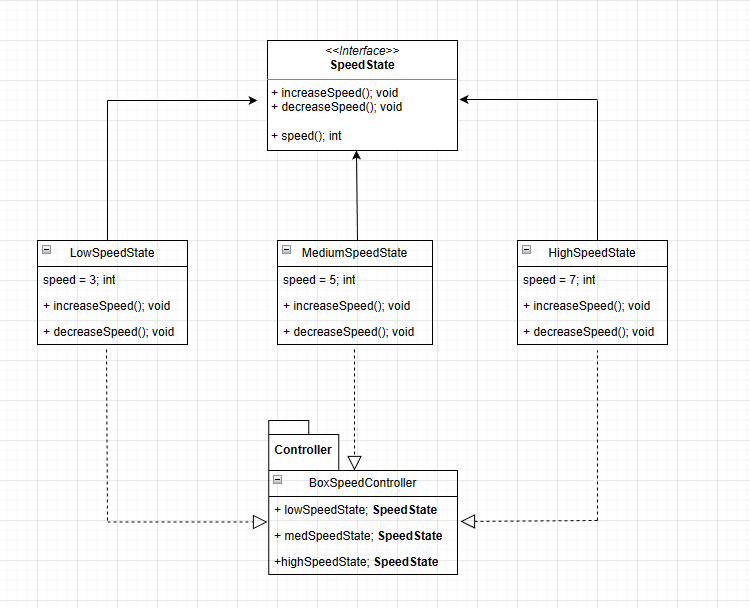 <<Interface>>
SpeedState
+ increaseSpeed(); void
+ decreaseSpeed(); void
+ speed(); int
LowSpeedState
speed = 3; int
+ increaseSpeed(); void
+ decreaseSpeed(); void
MediumSpeedState
speed = 5; int
+ increaseSpeed(); void
+ decreaseSpeed(); void
HighSpeedState
speed = 7; int
+ increaseSpeed(); void
+ decreaseSpeed(); void
Controller
BoxSpeedController
+ lowSpeedState; SpeedState
+ medSpeedState; SpeedState
+highSpeedState; SpeedState